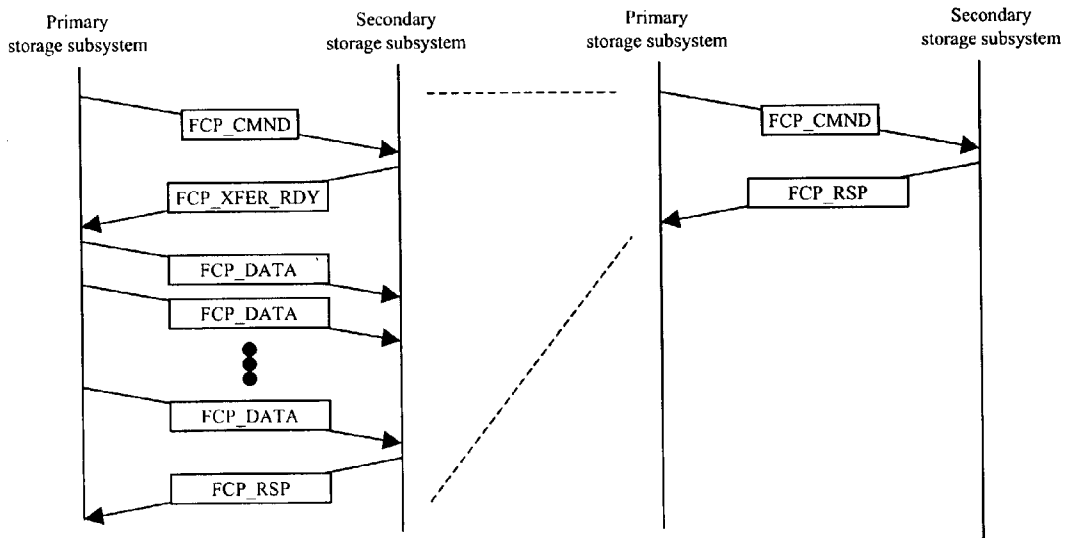 Primary
storage subsystem
Secondary
storage subsystem
Primary
storage subsystem
Secondary
storage subsystem
FCP_CMND
FCP_XFER_RDY
FCP_DATA
FCP_DATA
FCP_DATA
FCP_RSP
FCP_CMND
FCP_RSP